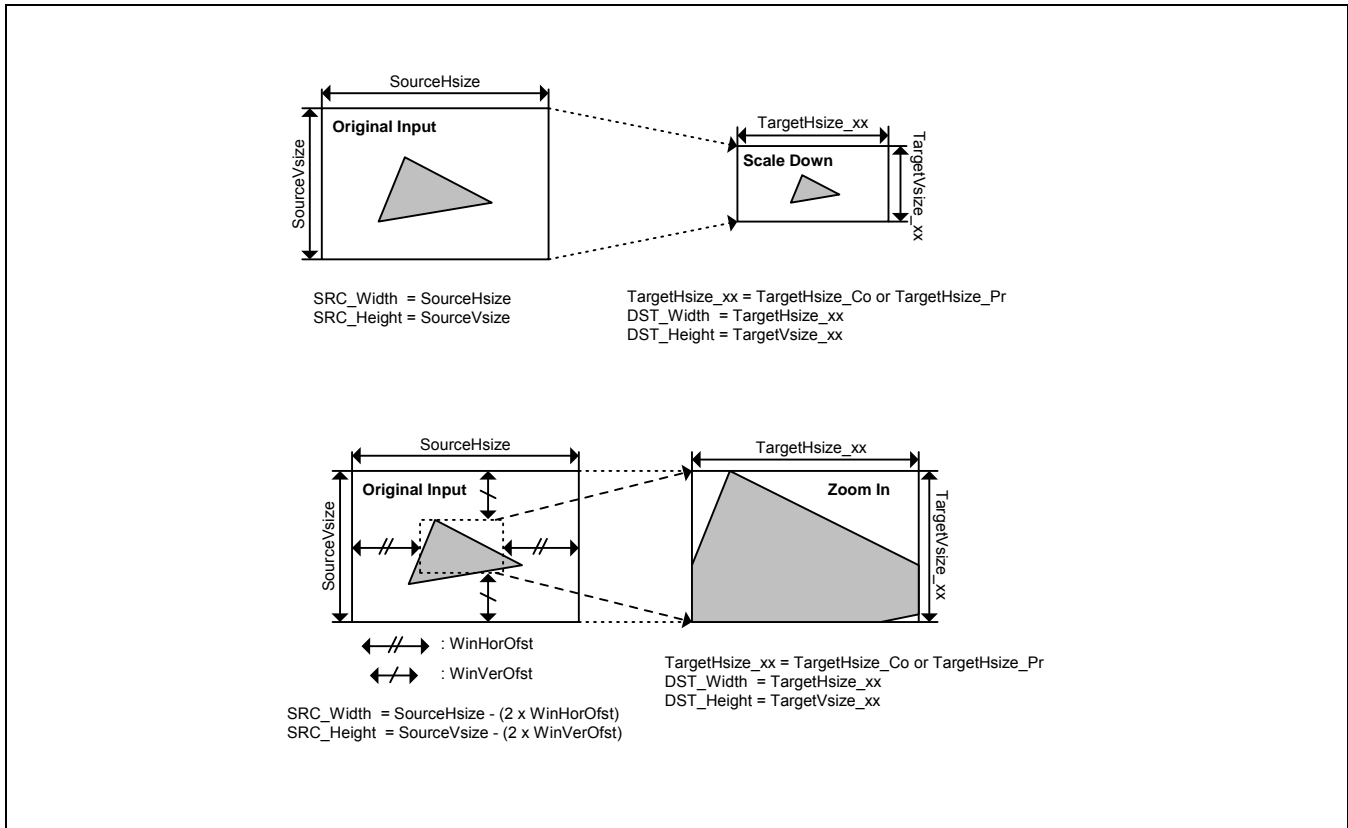 SourceHsize
Original Input
SourceVsize
TargetHsize_xx
Scale Down
TargetVsize_xx
SRC_Width = SourceHsize
SRC_Height = SourceVsize
TargetHsize_xx = TargetHsize_Co or TargetHsize_Pr
DST_Width = TargetHsize_xx
DST_Height = TargetVsize_xx
SourceHsize
Original Input
SourceVsize
TargetHsize_xx
Zoom In
TargetVsize_xx
: WinHorOfst
: WinVerOfst
SRC_Width = SourceHsize - (2 x WinHorOfst)
SRC_Height = SourceVsize - (2 x WinVerOfst)
TargetHsize_xx = TargetHsize_Co or TargetHsize_Pr
DST_Width = TargetHsize_xx
DST_Height = TargetVsize_xx